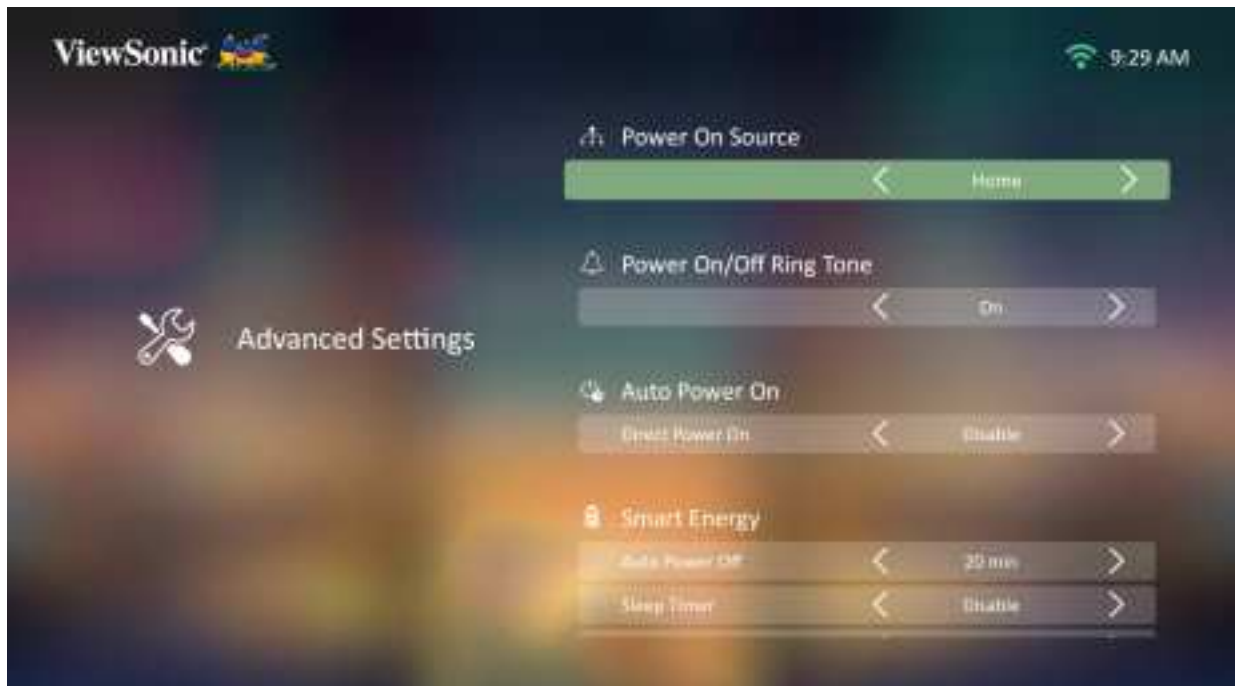 ViewSonic
9:29 AM
Power On Source
Home
Power On/Off Ring Tone
On
Advanced Settings
Auto Power On
Direct Power On Disable
Smart Energy
Auto Power Off 20 min
Sleep Timer Disable